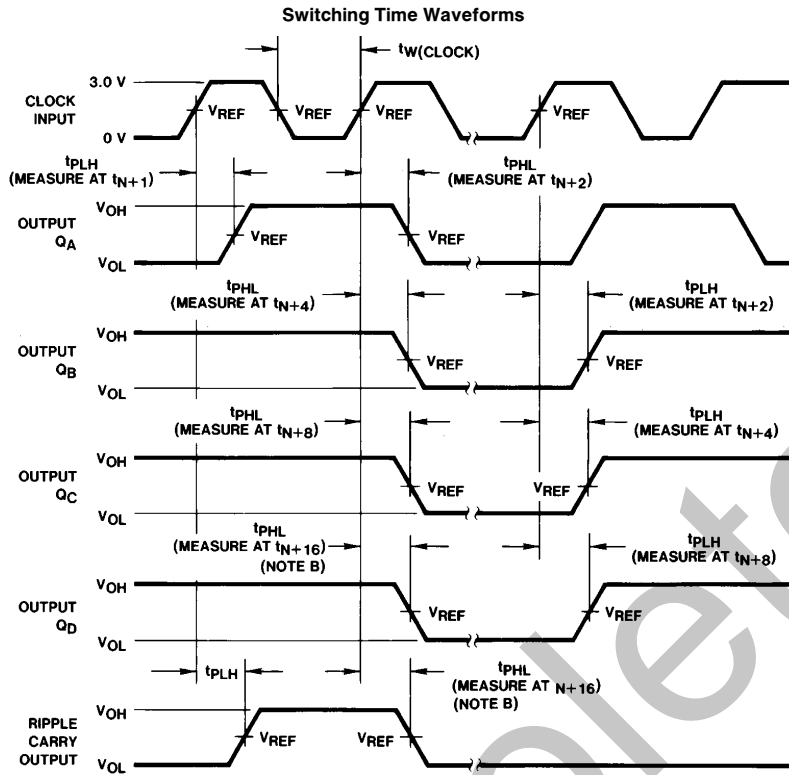 Switching Time Waveforms
tW(CLOCK)
3.0 V
CLOCK
INPUT
VREF
VREF
VREF
VREF
0 V
tPLH
(MEASURE AT tN+1)
tPHL
(MEASURE AT tN+2)
VOH
OUTPUT
QA
VREF
VREF
VOL
tPHL
(MEASURE AT tN+4)
tPLH
(MEASURE AT tN+2)
VOH
OUTPUT
QB
VREF
VREF
VOL
tPHL
(MEASURE AT tN+8)
tPLH
(MEASURE AT tN+4)
VOH
OUTPUT
QC
VREF
VREF
VOL
tPHL
(MEASURE AT tN+16)
(NOTE B)
tPLH
(MEASURE AT tN+8)
VOH
OUTPUT
QD
VREF
VREF
VOL
tPLH
tPHL
(MEASURE AT N+16)
(NOTE B)
VOH
RIPPLE
CARRY
OUTPUT
VREF
VREF
VOL